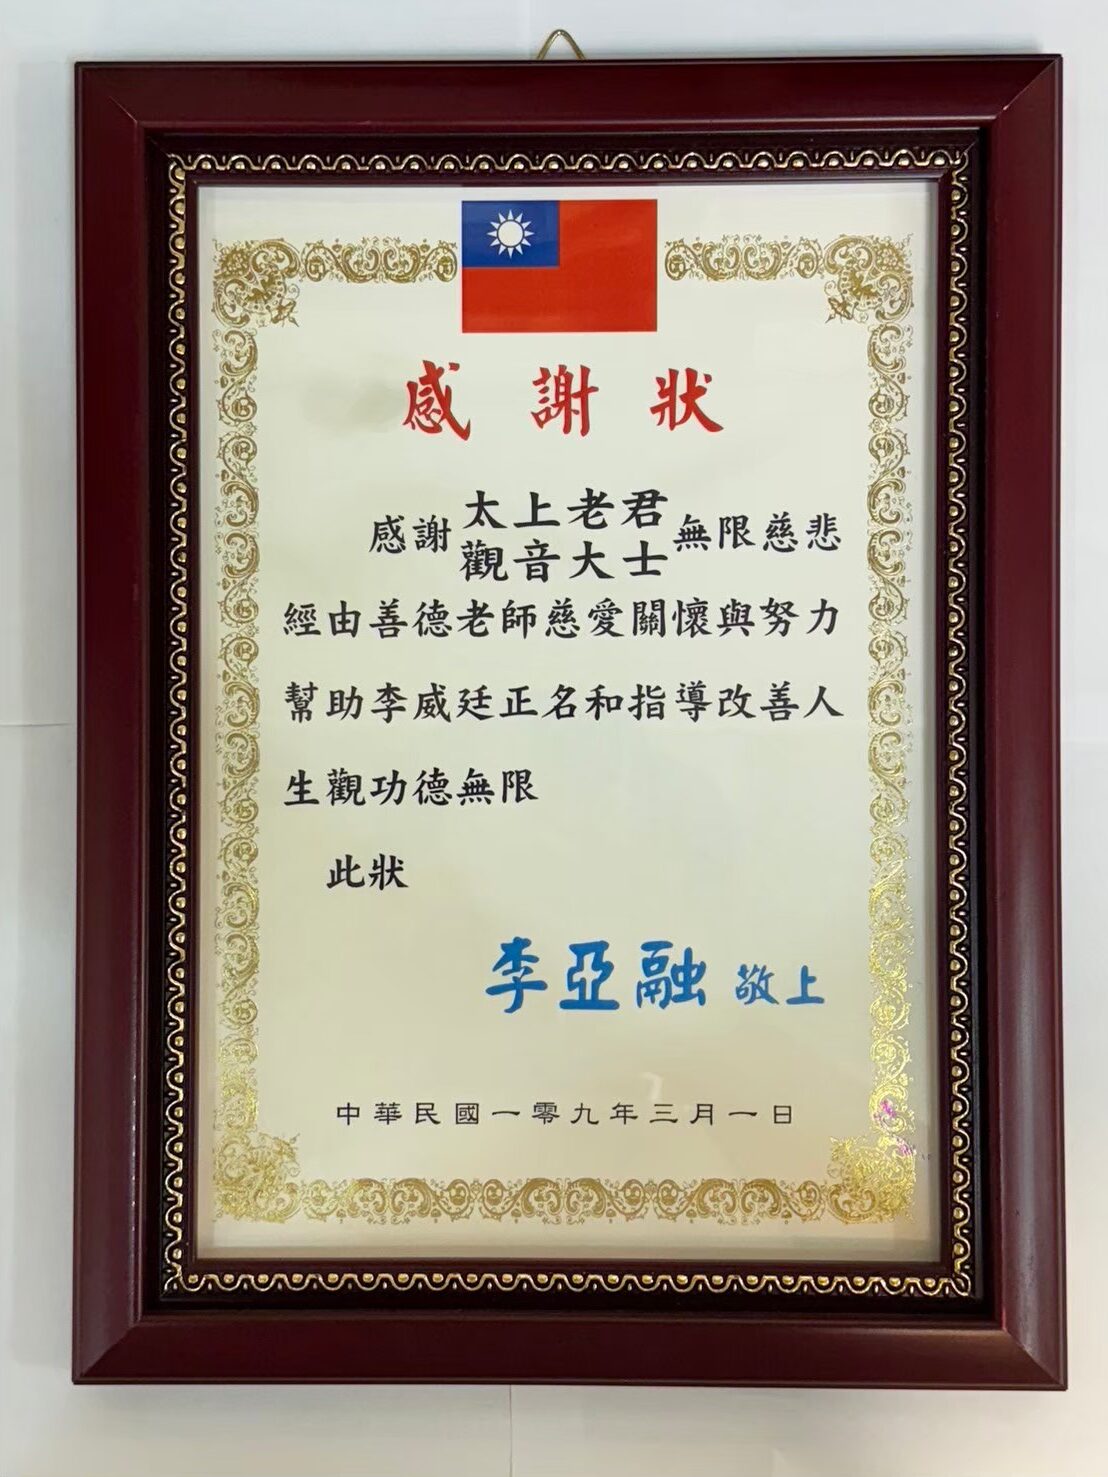 感謝狀
感謝太上老君觀音大士無限慈悲
經由善德老師慈愛關懷與努力
幫助李威廷正名和指導改善人
生觀功德無限
此狀
李亞融 敬上
中華民國一零九年三月一日